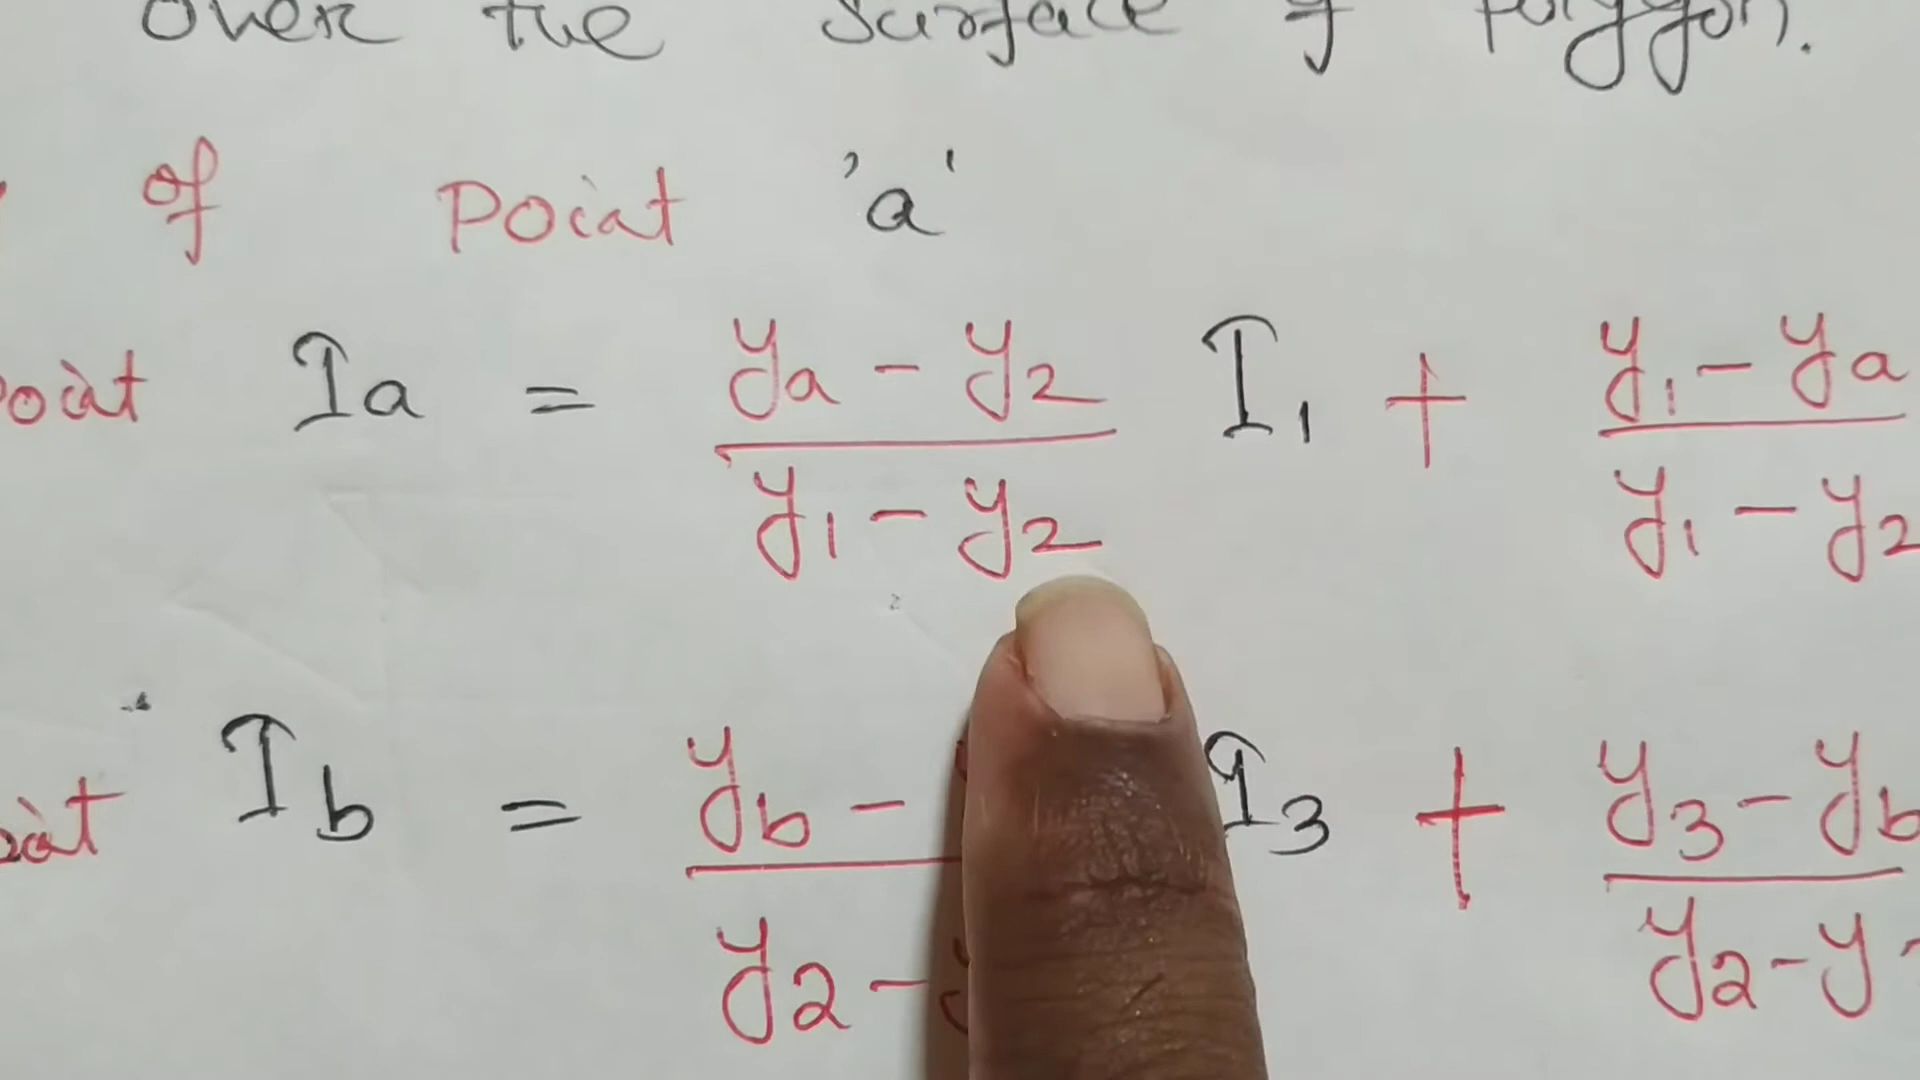 over the surface of Polygon.
of Point 'a'
Point Ia = ya - y2 / y1 - y2 I1 + y1 - ya / y1 - y2
Ib = yb - / y2 - I3 + y3 - yb / y2 - y